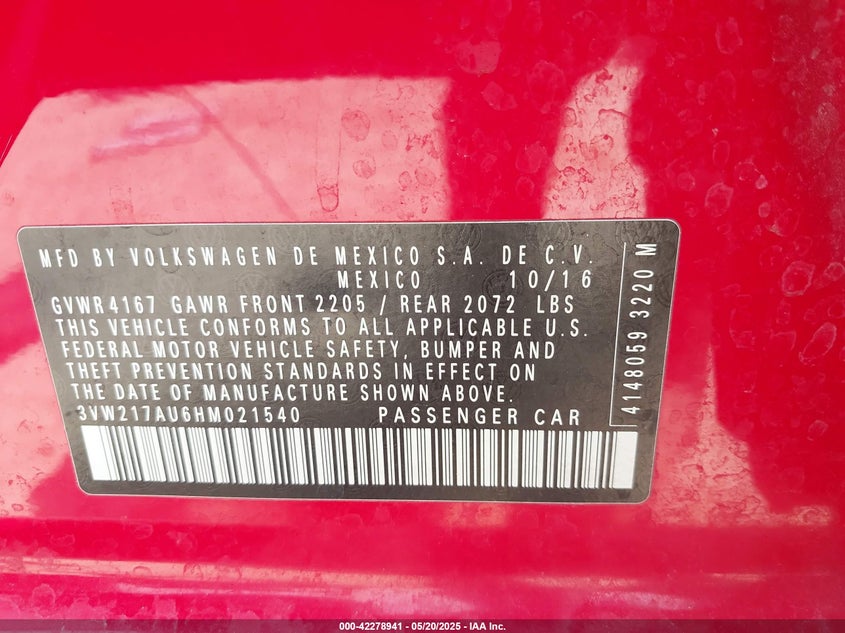 MFD BY VOLKSWAGEN DE MEXICO S.A. DE C.V.
MEXICO 10/16
GVWR 4167 GAWR FRONT 2205 / REAR 2072 LBS
THIS VEHICLE CONFORMS TO ALL APPLICABLE U.S.
FEDERAL MOTOR VEHICLE SAFETY, BUMPER AND
THEFT PREVENTION STANDARDS IN EFFECT ON
THE DATE OF MANUFACTURE SHOWN ABOVE.
3VW217AU6HM021540 PASSENGER CAR
4148059 3220 M
000-42278941 - 05/20/2025 - IAA Inc.